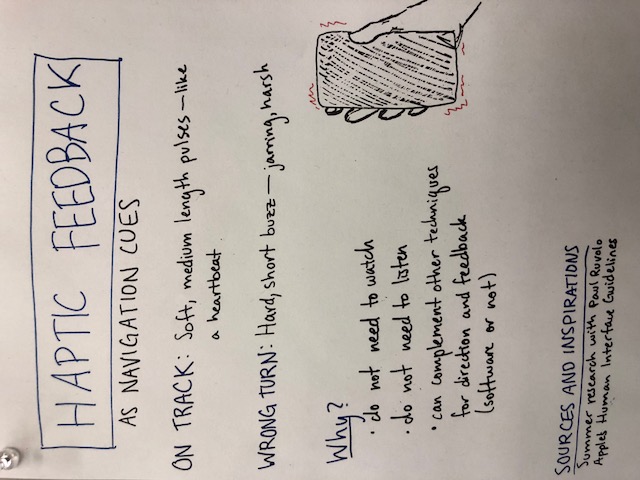 HAPTIC FEEDBACK
AS NAVIGATION CUES
ON TRACK: Soft, medium length pulses—like
a heartbeat.
WRONG TURN: Hard, short buzz — jarring, harsh
Why?
· do not need to watch
· do not need to listen
· can complement other techniques
for direction and feedback
(software or not)
SOURCES AND INSPIRATIONS
Summer research with Paul Ruvolo
Apple's Human Interface Guidelines